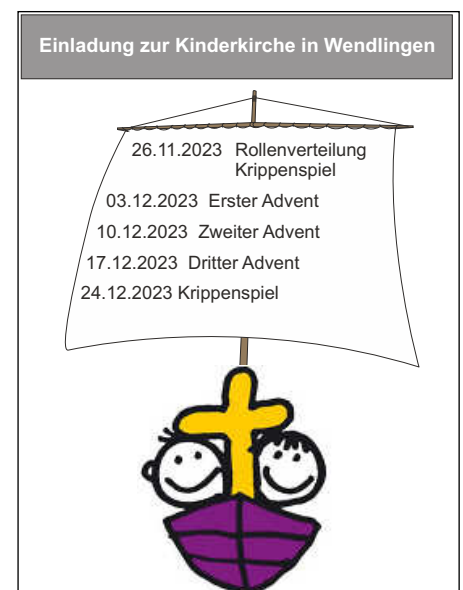 Einladung zur Kinderkirche in Wendlingen
26.11.2023 Rollenverteilung
Krippenspiel
03.12.2023 Erster Advent
10.12.2023 Zweiter Advent
17.12.2023 Dritter Advent
24.12.2023 Krippenspiel